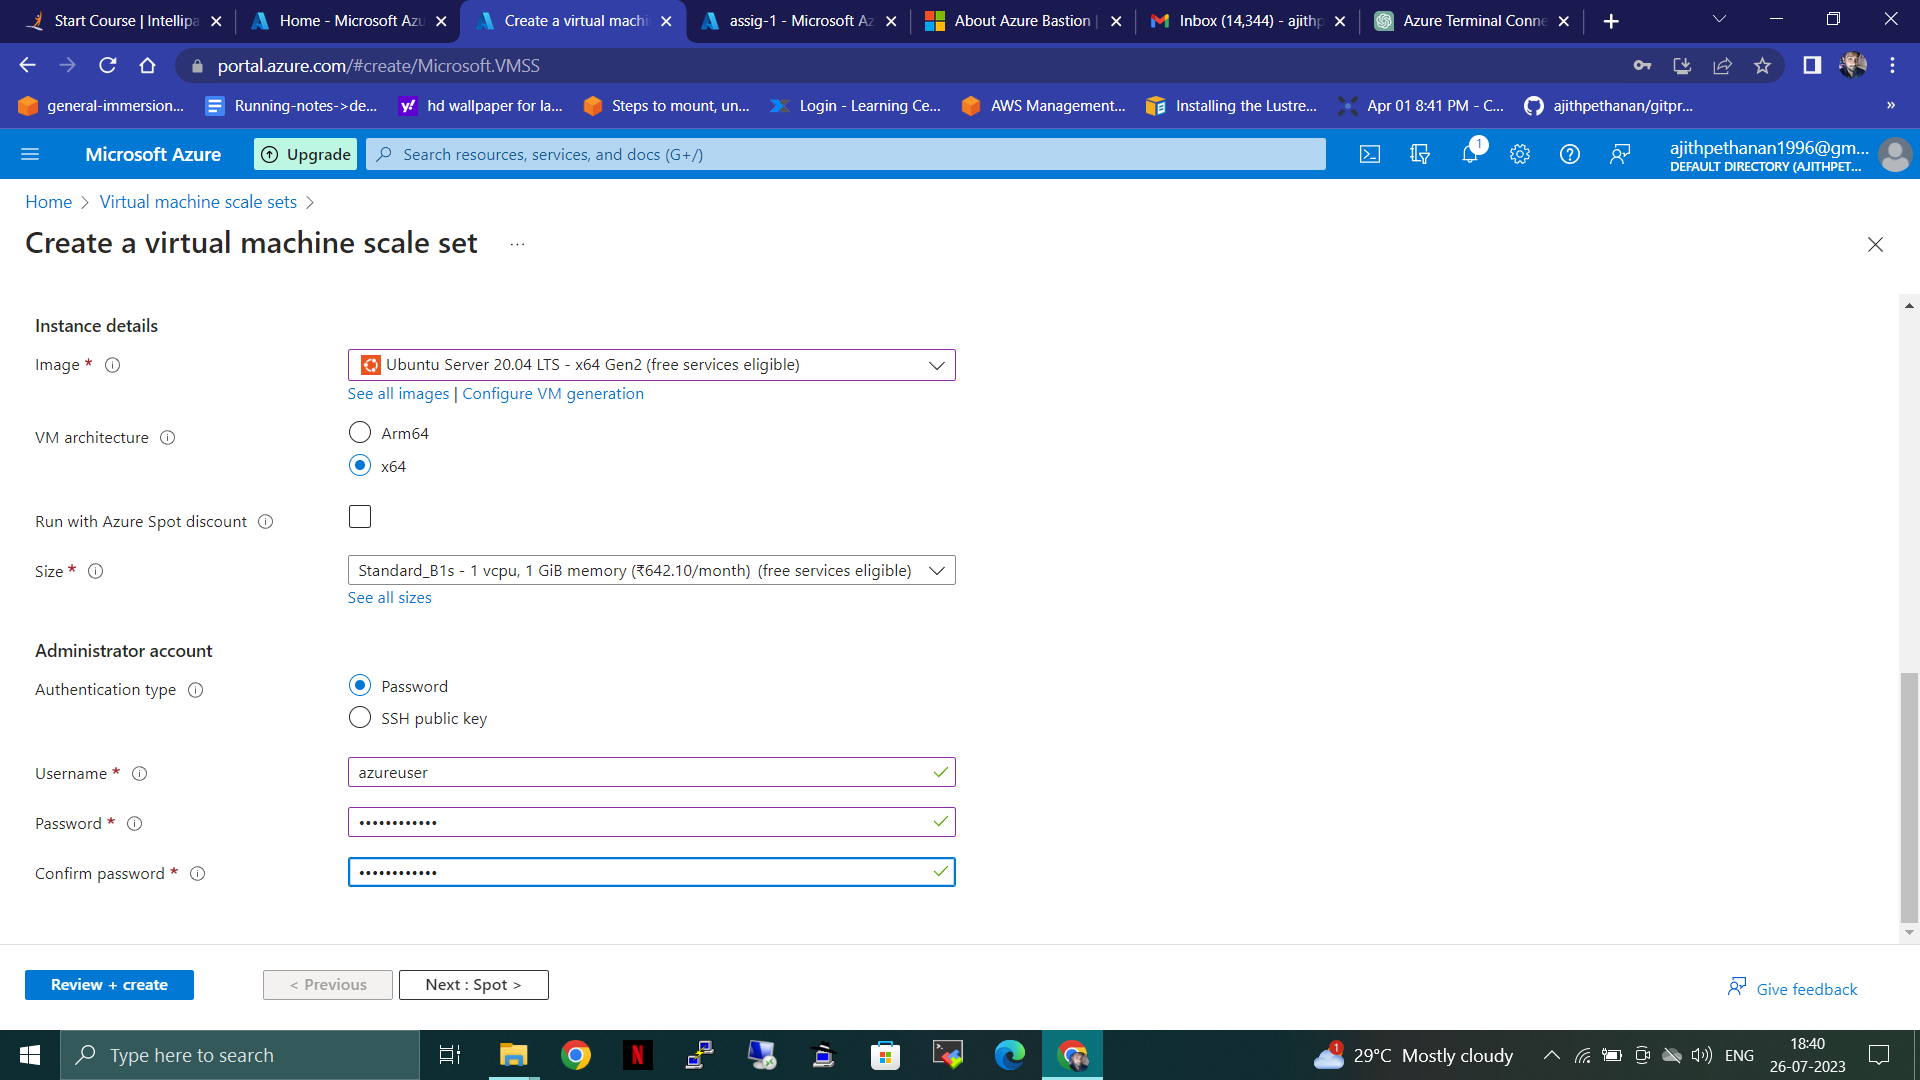 Start Course | Intellipa
Home - Microsoft Azu
Create a virtual machi
assig-1 - Microsoft Az
About Azure Bastion |
Inbox (14,344) - ajithp
Azure Terminal Conne
portal.azure.com/#create/Microsoft.VMSS
general-immersion...
Running-notes->de...
hd wallpaper for la...
Steps to mount, un...
Login - Learning Ce...
AWS Management...
Installing the Lustre...
Apr 01 8:41 PM - C...
ajithpethanan/gitpr...
»
Microsoft Azure
Upgrade
Search resources, services, and docs (G+/)
1
ajithpethanan1996@gm...
DEFAULT DIRECTORY (AJITHPET...
Home > Virtual machine scale sets >
Create a virtual machine scale set ...
Instance details
Image *
Ubuntu Server 20.04 LTS - x64 Gen2 (free services eligible)
See all images | Configure VM generation
VM architecture
Arm64
x64
Run with Azure Spot discount
Size *
Standard_B1s - 1 vcpu, 1 GiB memory (₹642.10/month) (free services eligible)
See all sizes
Administrator account
Authentication type
Password
SSH public key
Username *
azureuser
Password *
••••••••••••
Confirm password *
••••••••••••
Review + create
< Previous
Next : Spot >
Give feedback
Type here to search
1
29°C Mostly cloudy
ENG
18:40
26-07-2023